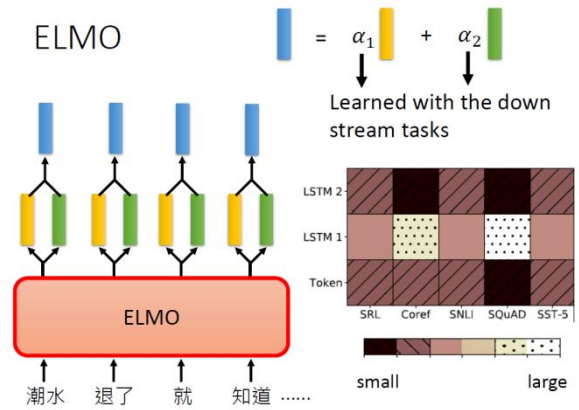 ELMO
= α₁ + α₂
Learned with the down
stream tasks
ELMO
潮水 退了 就 知道 ……
LSTM 2
LSTM 1
Token
SRL Coref SNLI SQuAD SST-5
small large